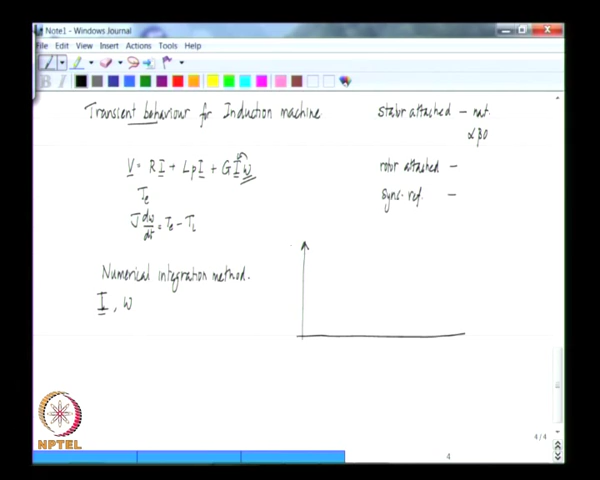 Note1 - Windows Journal
File Edit View Insert Actions Tools Help
Transient behaviour for Induction machine
V = RI + LpI + GIω
Te
J dω/dt = Te - TL
Numerical integration method.
I, ω
stator attached - nat.
αβ0
rotor attached -
sync. ref. -
NPTEL
4 / 4
4